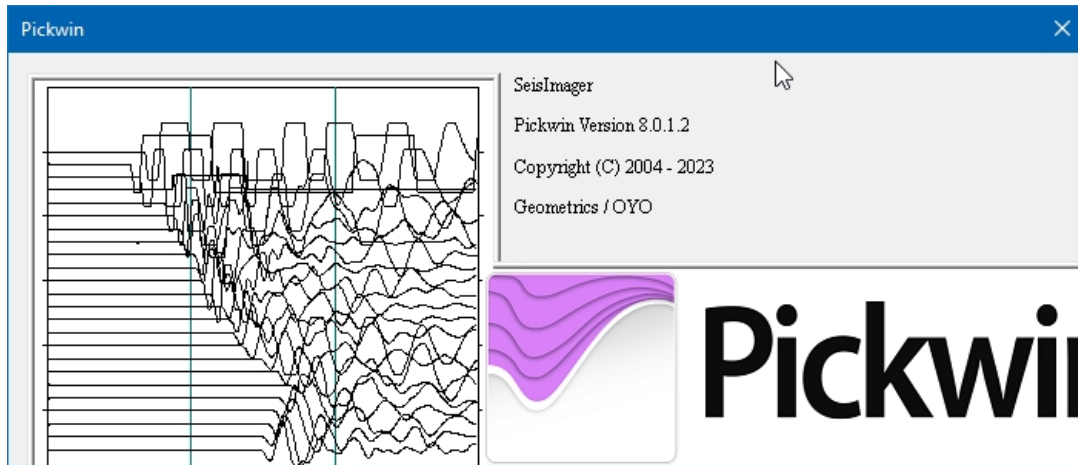 Pickwin
SeisImager
Pickwin Version 8.0.1.2
Copyright (C) 2004 - 2023
Geometrics / OYO
Pickwi